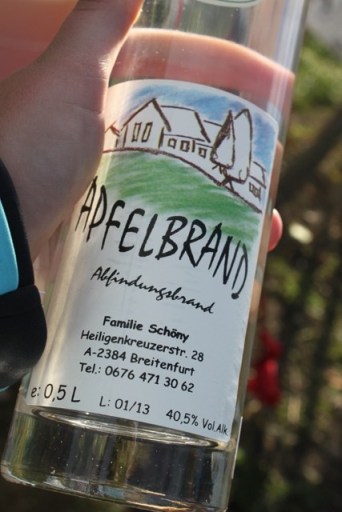 APFELBRAND
Abfindungsbrand
Familie Schöny
Heiligenkreuzerstr. 28
A-2384 Breitenfurt
Tel.: 0676 471 30 62
e: 0,5 L L: 01/13 40,5% Vol.Alk